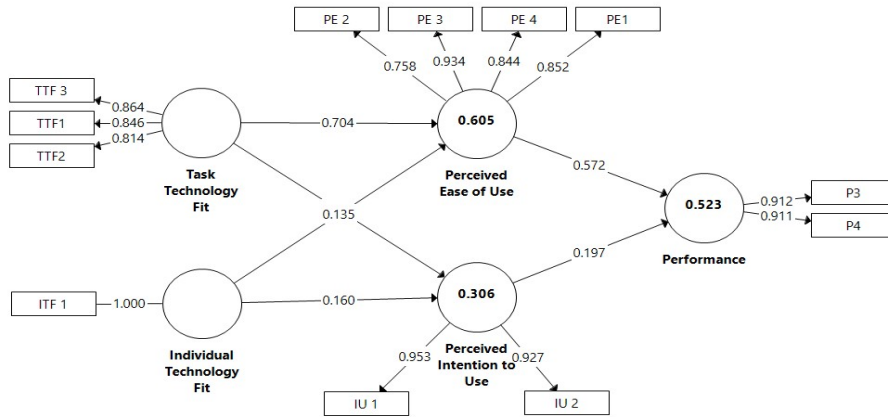 PE 2
PE 3
PE 4
PE1
0.758
0.934
0.844
0.852
TTF 3
TTF1
TTF2
0.864
0.846
0.814
0.704
0.605
Task
Technology
Fit
Perceived
Ease of Use
0.572
0.135
0.523
0.912
0.911
P3
P4
Performance
0.197
ITF 1
1.000
0.160
0.306
Individual
Technology
Fit
Perceived
Intention to
Use
0.953
0.927
IU 1
IU 2